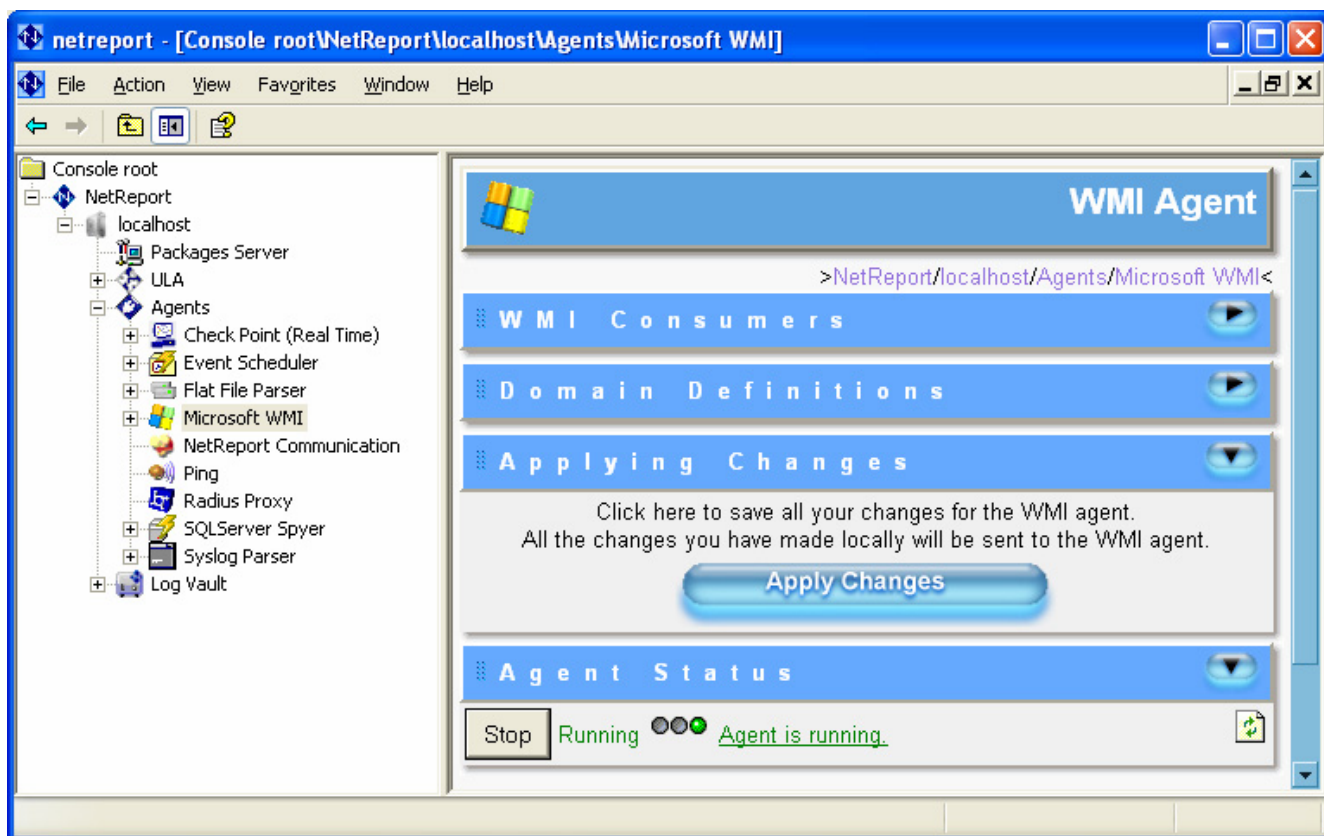 netreport - [Console root\NetReport\localhost\Agents\Microsoft WMI]
File Action View Favorites Window Help
Console root
NetReport
localhost
Packages Server
ULA
Agents
Check Point (Real Time)
Event Scheduler
Flat File Parser
Microsoft WMI
NetReport Communication
Ping
Radius Proxy
SQLServer Spyer
Syslog Parser
Log Vault
WMI Agent
>NetReport/localhost/Agents/Microsoft WMI<
WMI Consumers
Domain Definitions
Applying Changes
Click here to save all your changes for the WMI agent.
All the changes you have made locally will be sent to the WMI agent.
Apply Changes
Agent Status
Stop Running Agent is running.